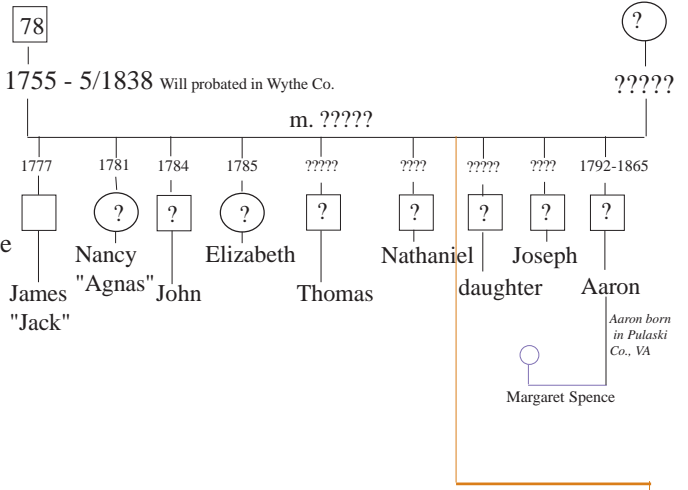 78
?
1755 - 5/1838 Will probated in Wythe Co.
?????
m. ?????
1777 1781 1784 1785 ????? ???? ????? ???? 1792-1865
? ? ? ? ? ? ? ?
e
Nancy
"Agnas"
Elizabeth
Nathaniel
Joseph
James
"Jack"
John
Thomas
daughter
Aaron
Aaron born
in Pulaski
Co., VA
Margaret Spence